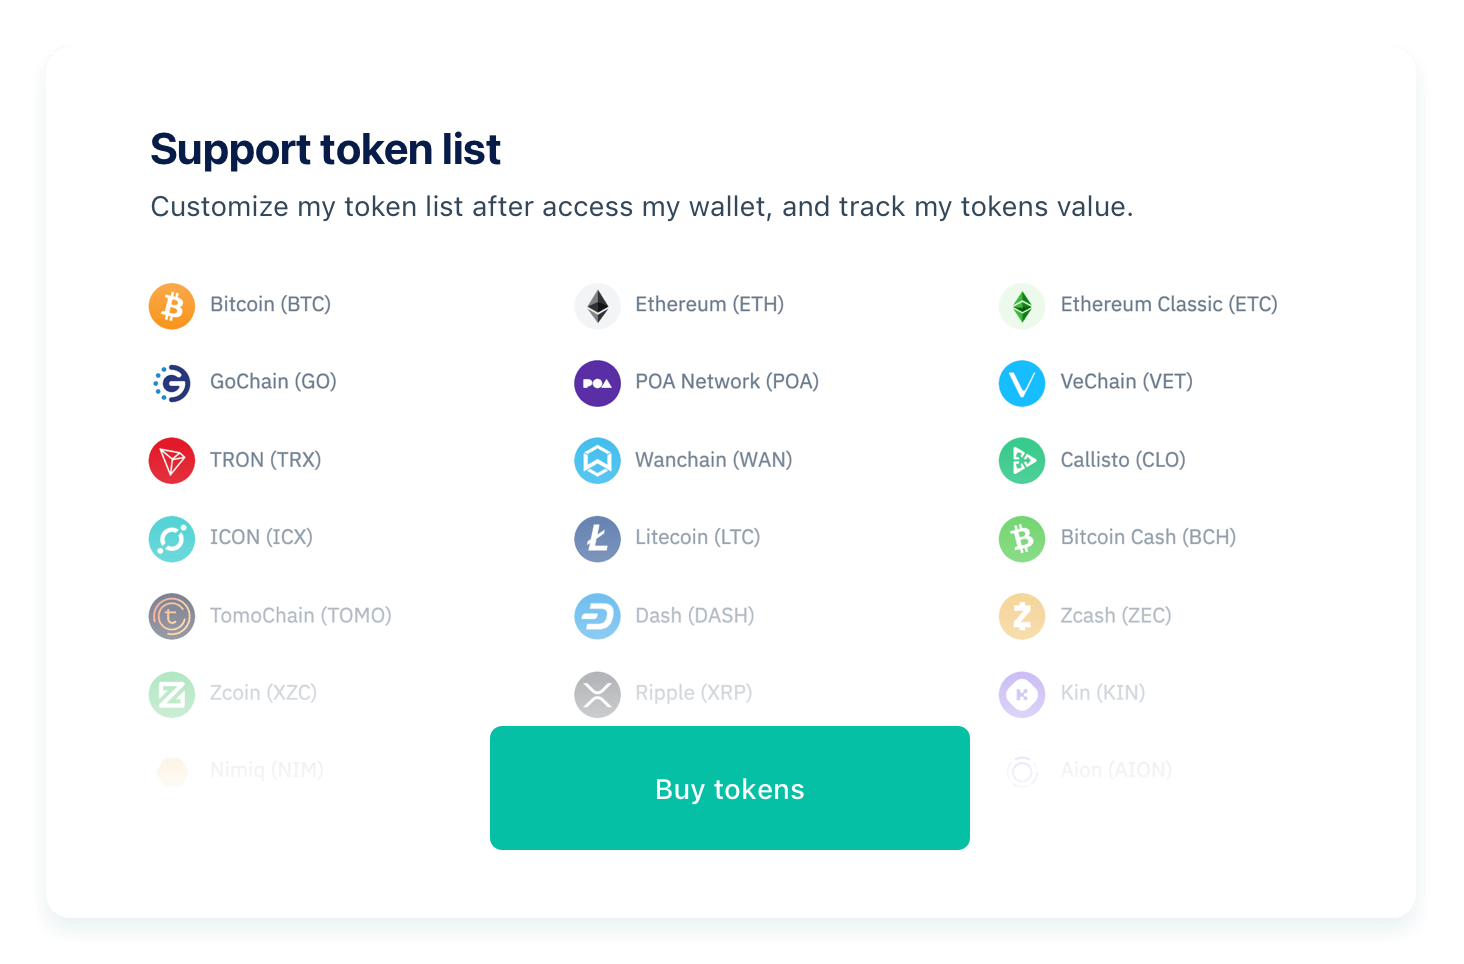 Support token list
Customize my token list after access my wallet, and track my tokens value.
Bitcoin (BTC)
Ethereum (ETH)
Ethereum Classic (ETC)
GoChain (GO)
POA
POA Network (POA)
VeChain (VET)
TRON (TRX)
Wanchain (WAN)
Callisto (CLO)
ICON (ICX)
Litecoin (LTC)
Bitcoin Cash (BCH)
TomoChain (TOMO)
Dash (DASH)
Zcash (ZEC)
Zcoin (XZC)
Ripple (XRP)
Kin (KIN)
Nimiq (NIM)
Aion (AION)
Buy tokens